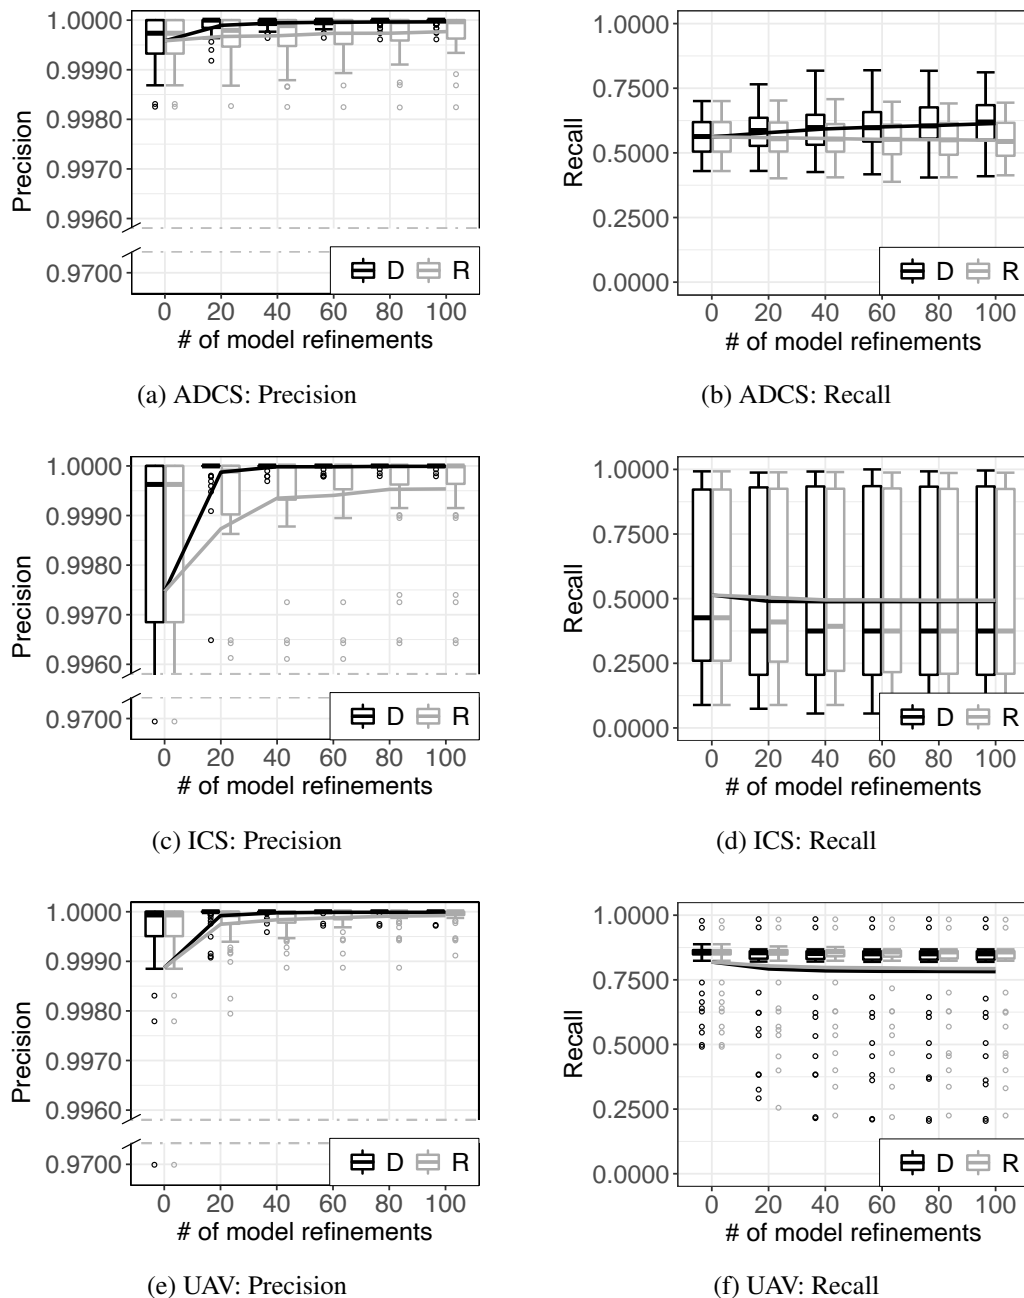 1.0000
0.9990
0.9980
0.9970
0.9960
0.9700
Precision
D R
0 20 40 60 80 100
# of model refinements
(a) ADCS: Precision
1.0000
0.7500
0.5000
0.2500
0.0000
Recall
D R
0 20 40 60 80 100
# of model refinements
(b) ADCS: Recall
1.0000
0.9990
0.9980
0.9970
0.9960
0.9700
Precision
D R
0 20 40 60 80 100
# of model refinements
(c) ICS: Precision
1.0000
0.7500
0.5000
0.2500
0.0000
Recall
D R
0 20 40 60 80 100
# of model refinements
(d) ICS: Recall
1.0000
0.9990
0.9980
0.9970
0.9960
0.9700
Precision
D R
0 20 40 60 80 100
# of model refinements
(e) UAV: Precision
1.0000
0.7500
0.5000
0.2500
0.0000
Recall
D R
0 20 40 60 80 100
# of model refinements
(f) UAV: Recall